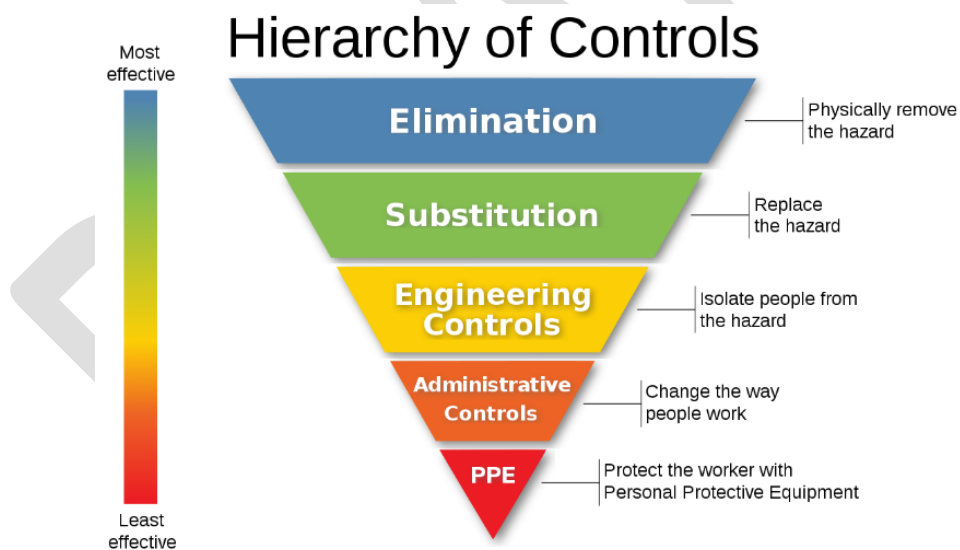 Hierarchy of Controls
Most
effective
Elimination
Physically remove
the hazard
Substitution
Replace
the hazard
Engineering
Controls
Isolate people from
the hazard
Administrative
Controls
Change the way
people work
PPE
Protect the worker with
Personal Protective Equipment
Least
effective